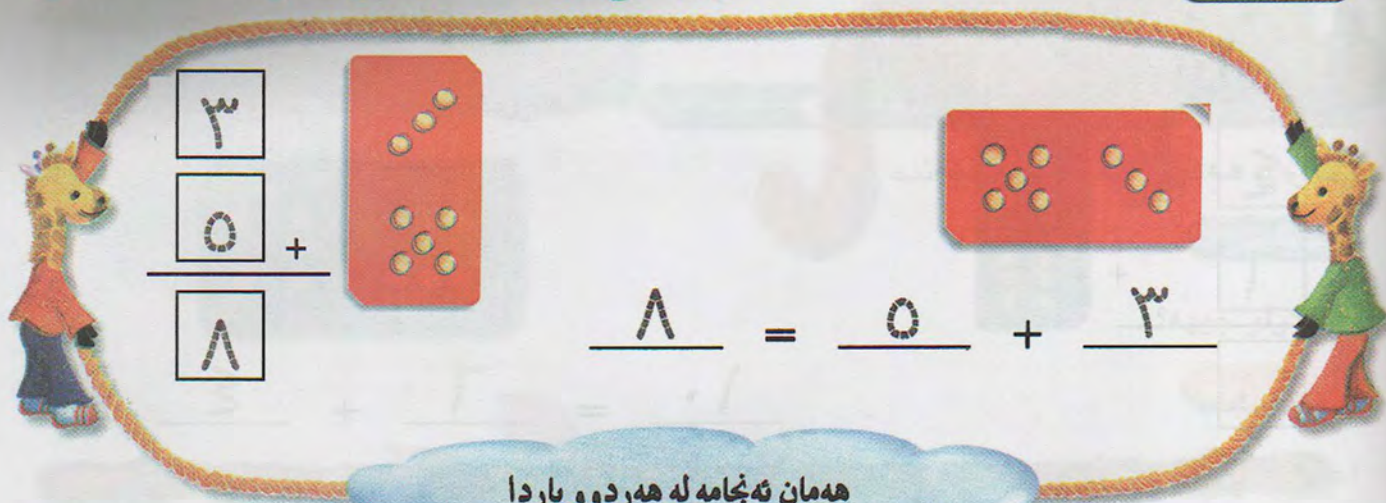 ٣
٥ +
٨
٣ + ٥ = ٨
هەمان ئەنجامە لە هەردوو باردا